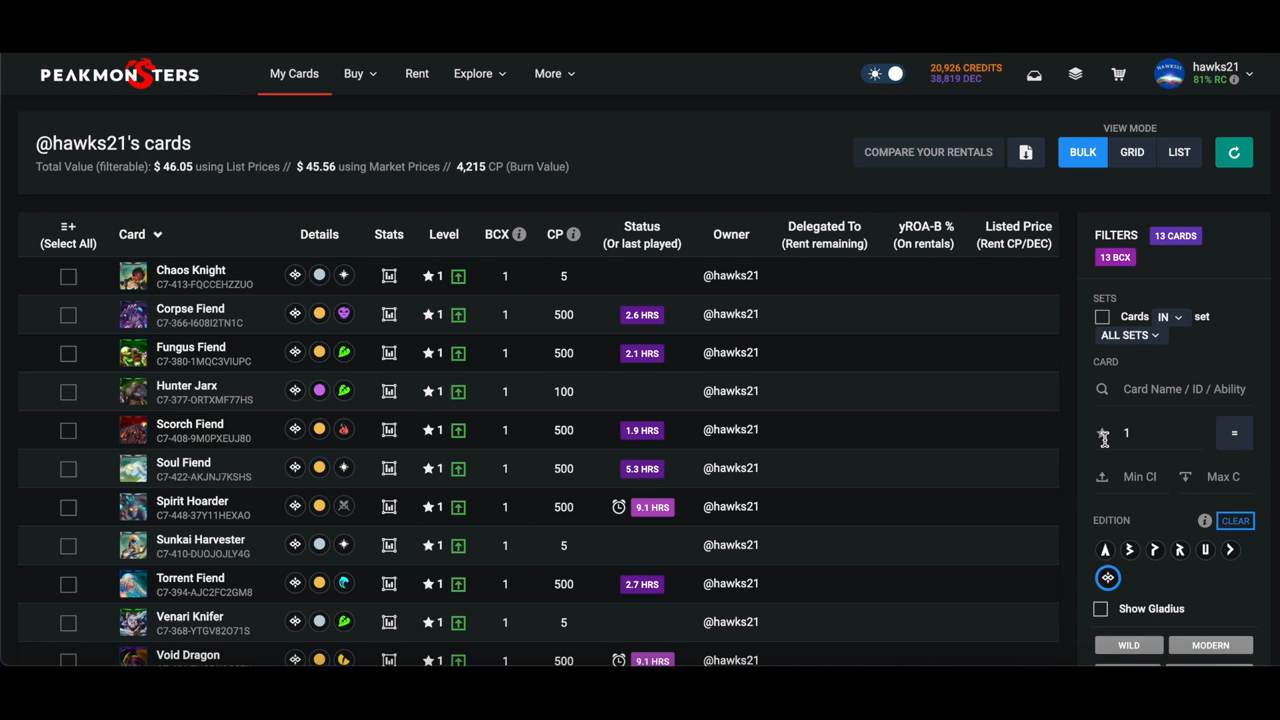 PEAKMONSTERS
My Cards
Buy
Rent
Explore
More
20,926 CREDITS
38,819 DEC
HAWKS21
hawks21
81% RC
@hawks21's cards
Total Value (filterable): $ 46.05 using List Prices // $ 45.56 using Market Prices // 4,215 CP (Burn Value)
COMPARE YOUR RENTALS
VIEW MODE
BULK
GRID
LIST
(Select All)
Card
Details
Stats
Level
BCX
CP
Status
(Or last played)
Owner
Delegated To
(Rent remaining)
yROA-B %
(On rentals)
Listed Price
(Rent CP/DEC)
Chaos Knight
C7-413-FQCCEHZZUO
1 1 5 @hawks21
Corpse Fiend
C7-366-I608I2TN1C
1 1 500 2.6 HRS @hawks21
Fungus Fiend
C7-380-1MQC3VIUPC
1 1 500 2.1 HRS @hawks21
Hunter Jarx
C7-377-ORTXMF77HS
1 1 100 @hawks21
Scorch Fiend
C7-408-9M0PXEUJ80
1 1 500 1.9 HRS @hawks21
Soul Fiend
C7-422-AKJNJ7KSHS
1 1 500 5.3 HRS @hawks21
Spirit Hoarder
C7-448-37Y11HEXAO
1 1 500 9.1 HRS @hawks21
Sunkai Harvester
C7-410-DUOJOJLY4G
1 1 5 @hawks21
Torrent Fiend
C7-394-AJC2FC2GM8
1 1 500 2.7 HRS @hawks21
Venari Knifer
C7-368-YTGV82O71S
1 1 5 @hawks21
Void Dragon
1 1 500 9.1 HRS @hawks21
FILTERS
13 CARDS
13 BCX
SETS
Cards IN set
ALL SETS
CARD
Card Name / ID / Ability
1
=
Min Cl
Max C
EDITION
CLEAR
Show Gladius
WILD
MODERN